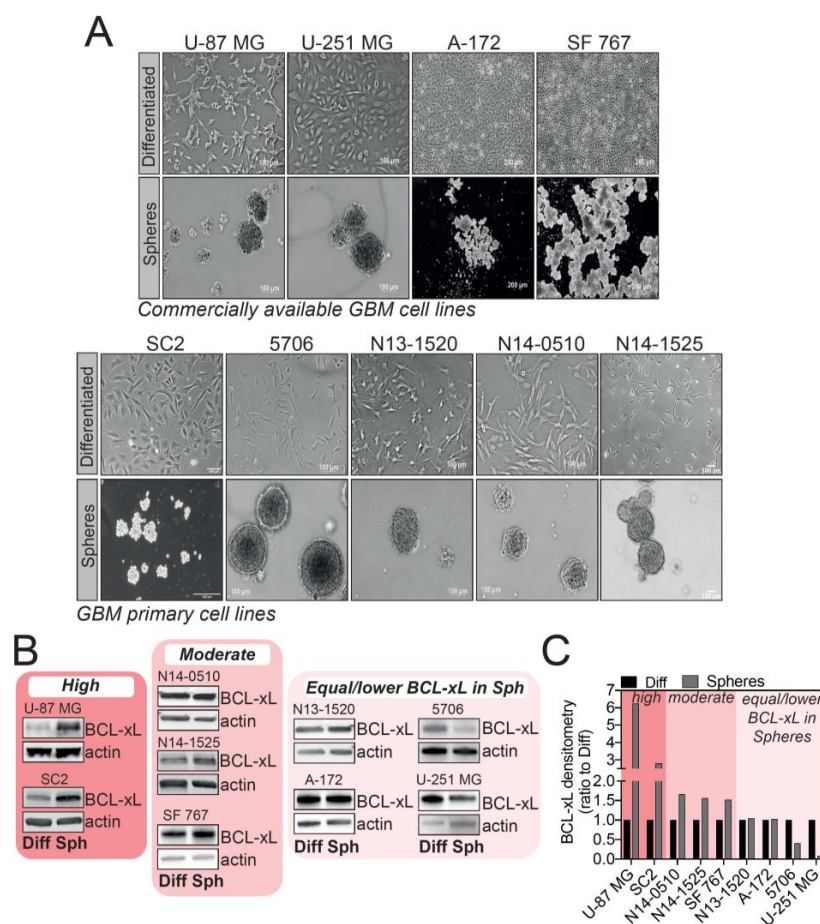 A
U-87 MG U-251 MG A-172 SF 767
Differentiated
100 µm 100 µm 200 µm 200 µm
Spheres
100 µm 100 µm 200 µm 200 µm
Commercially available GBM cell lines
SC2 5706 N13-1520 N14-0510 N14-1525
Differentiated
100 µm 100 µm 100 µm
Spheres
100 µm 100 µm 100 µm
GBM primary cell lines
B
High
U-87 MG
BCL-xL
actin
SC2
BCL-xL
actin
Diff Sph
Moderate
N14-0510
BCL-xL
actin
N14-1525
BCL-xL
actin
SF 767
BCL-xL
actin
Diff Sph
Equal/lower BCL-xL in Sph
N13-1520 5706
BCL-xL BCL-xL
actin actin
A-172 U-251 MG
BCL-xL BCL-xL
actin actin
Diff Sph Diff Sph
C
Diff Spheres
high moderate equal/lower
BCL-xL in
Spheres
BCL-xL densitometry
(ratio to Diff)
7
6
5
4
3
2
1.5
1.0
0.5
0.0
U-87 MG
SC2
N14-0510
N14-1525
SF 767
N13-1520
A-172
5706
U-251 MG